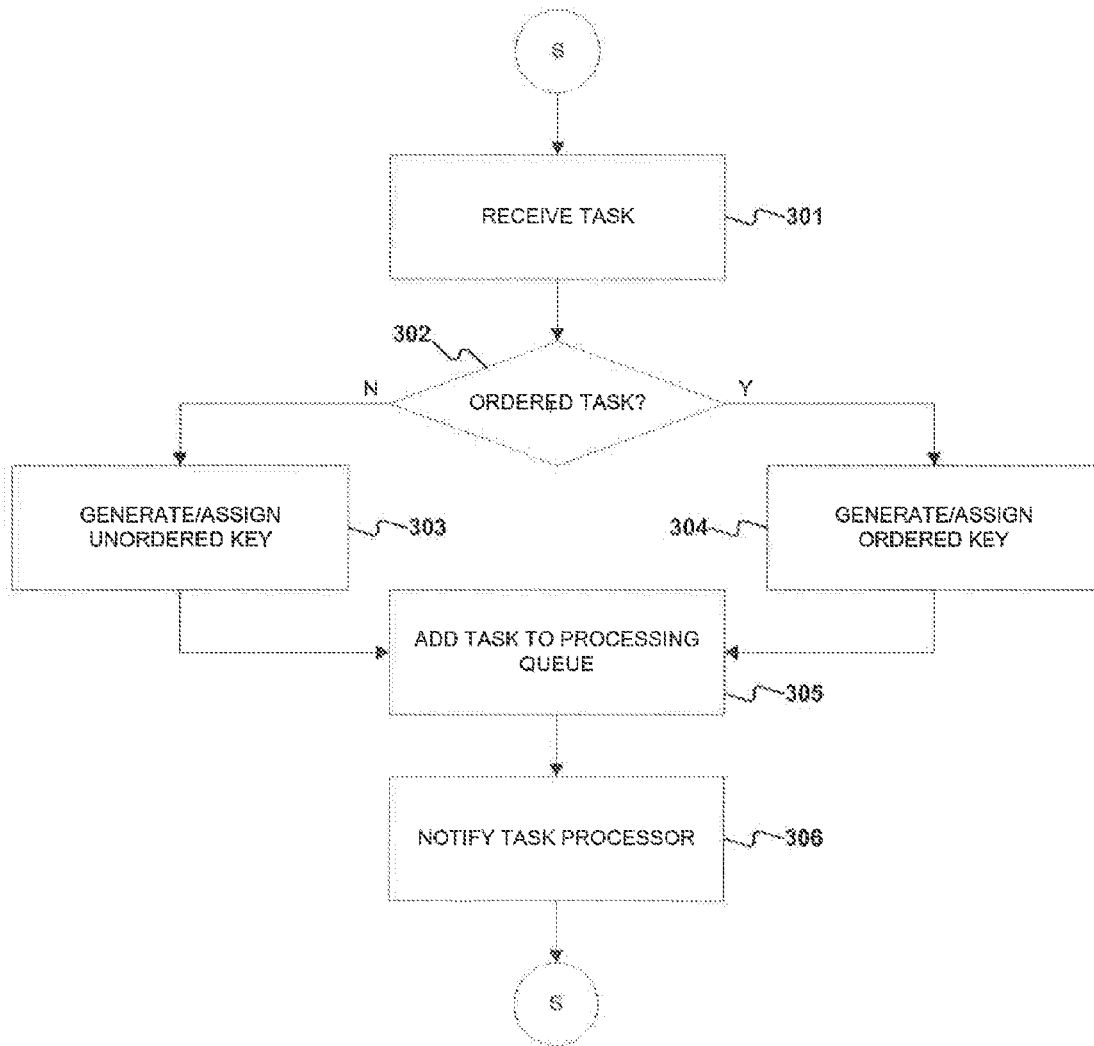 S
RECEIVE TASK
301
302
N
ORDERED TASK?
Y
GENERATE/ASSIGN
UNORDERED KEY
303
304
GENERATE/ASSIGN
ORDERED KEY
ADD TASK TO PROCESSING
QUEUE
305
NOTIFY TASK PROCESSOR
306
S